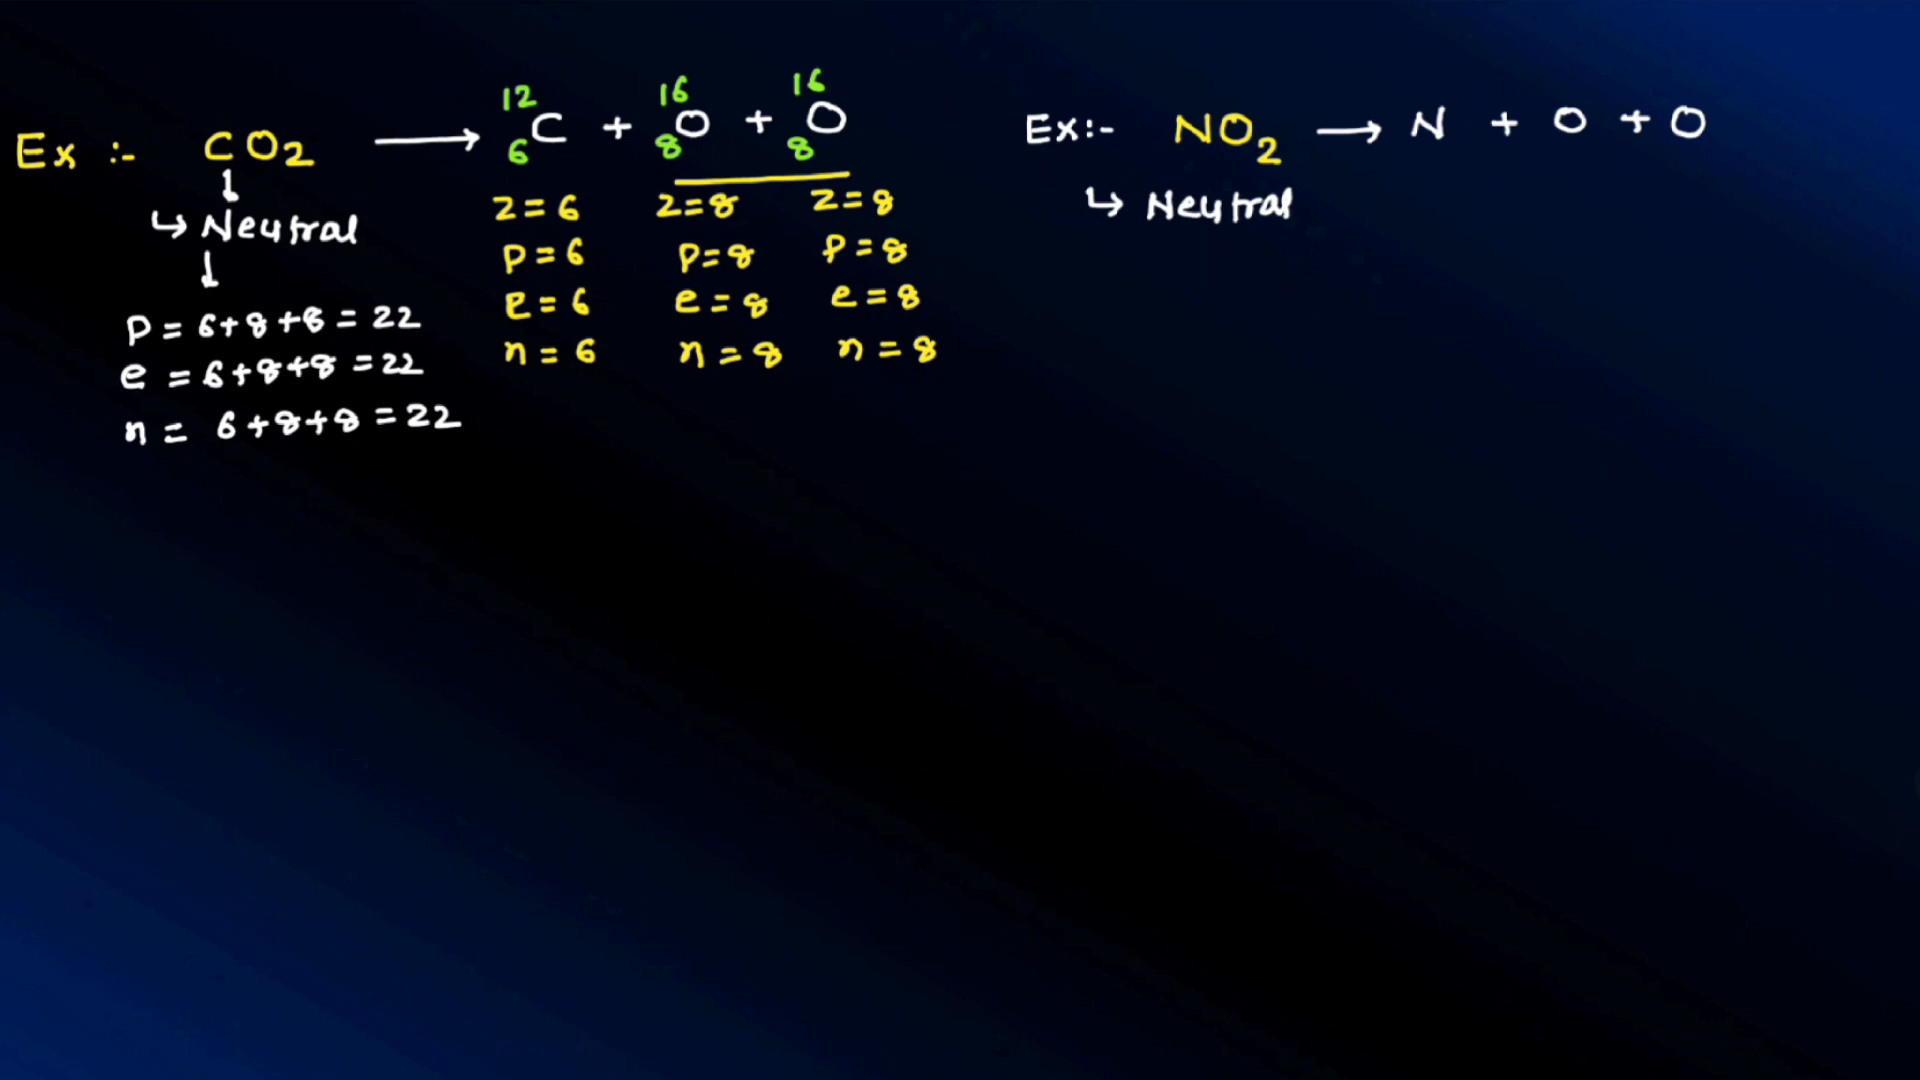 Ex :- CO₂ ⟶ ¹²₆C + ¹⁶₈O + ¹⁶₈O
↳ Neutral
P = 6+8+8 = 22
e = 6+8+8 = 22
n = 6+8+8 = 22
Z=6 Z=8 Z=8
P=6 P=8 P=8
e=6 e=8 e=8
n=6 n=8 n=8
Ex:- NO₂ ⟶ N + O + O
↳ Neutral